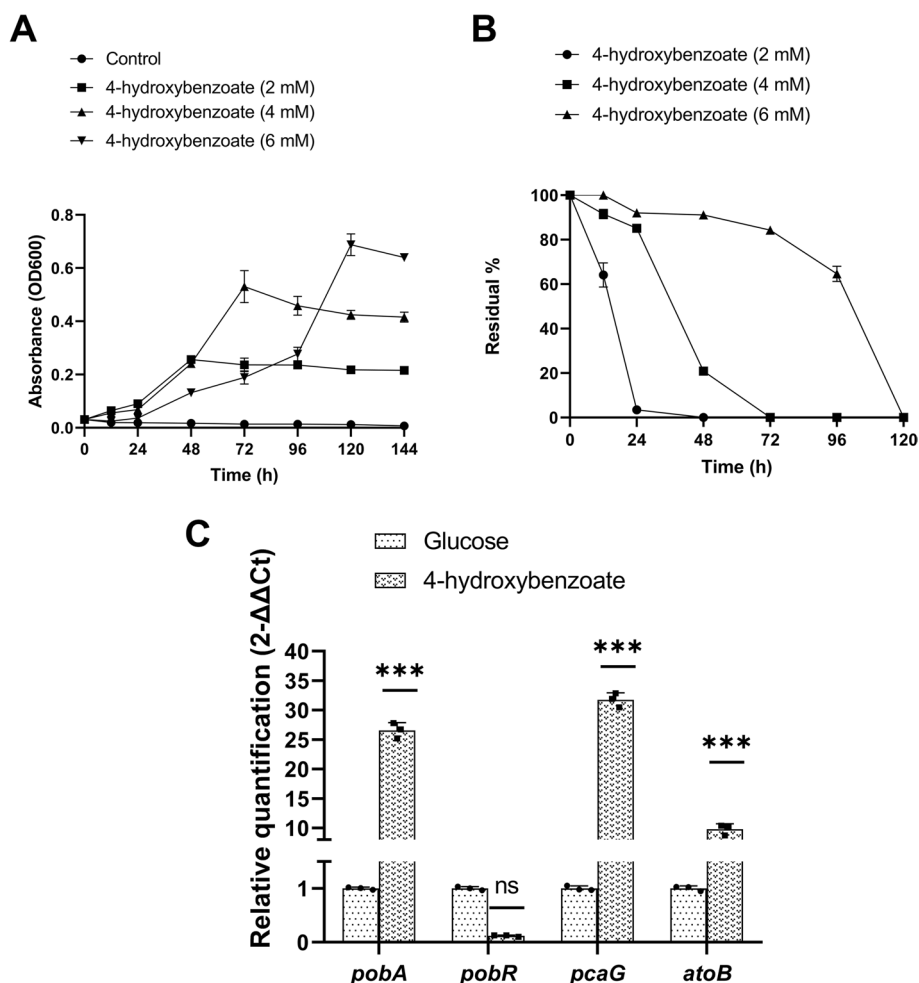 A
Control
4-hydroxybenzoate (2 mM)
4-hydroxybenzoate (4 mM)
4-hydroxybenzoate (6 mM)
Absorbance (OD600)
0.8
0.6
0.4
0.2
0.0
0 24 48 72 96 120 144
Time (h)
B
4-hydroxybenzoate (2 mM)
4-hydroxybenzoate (4 mM)
4-hydroxybenzoate (6 mM)
Residual %
100
80
60
40
20
0
0 24 48 72 96 120
Time (h)
C
Glucose
4-hydroxybenzoate
Relative quantification (2-ΔΔCt)
40
35
30
25
20
15
10
1
0
*** ns *** ***
pobA pobR pcaG atoB